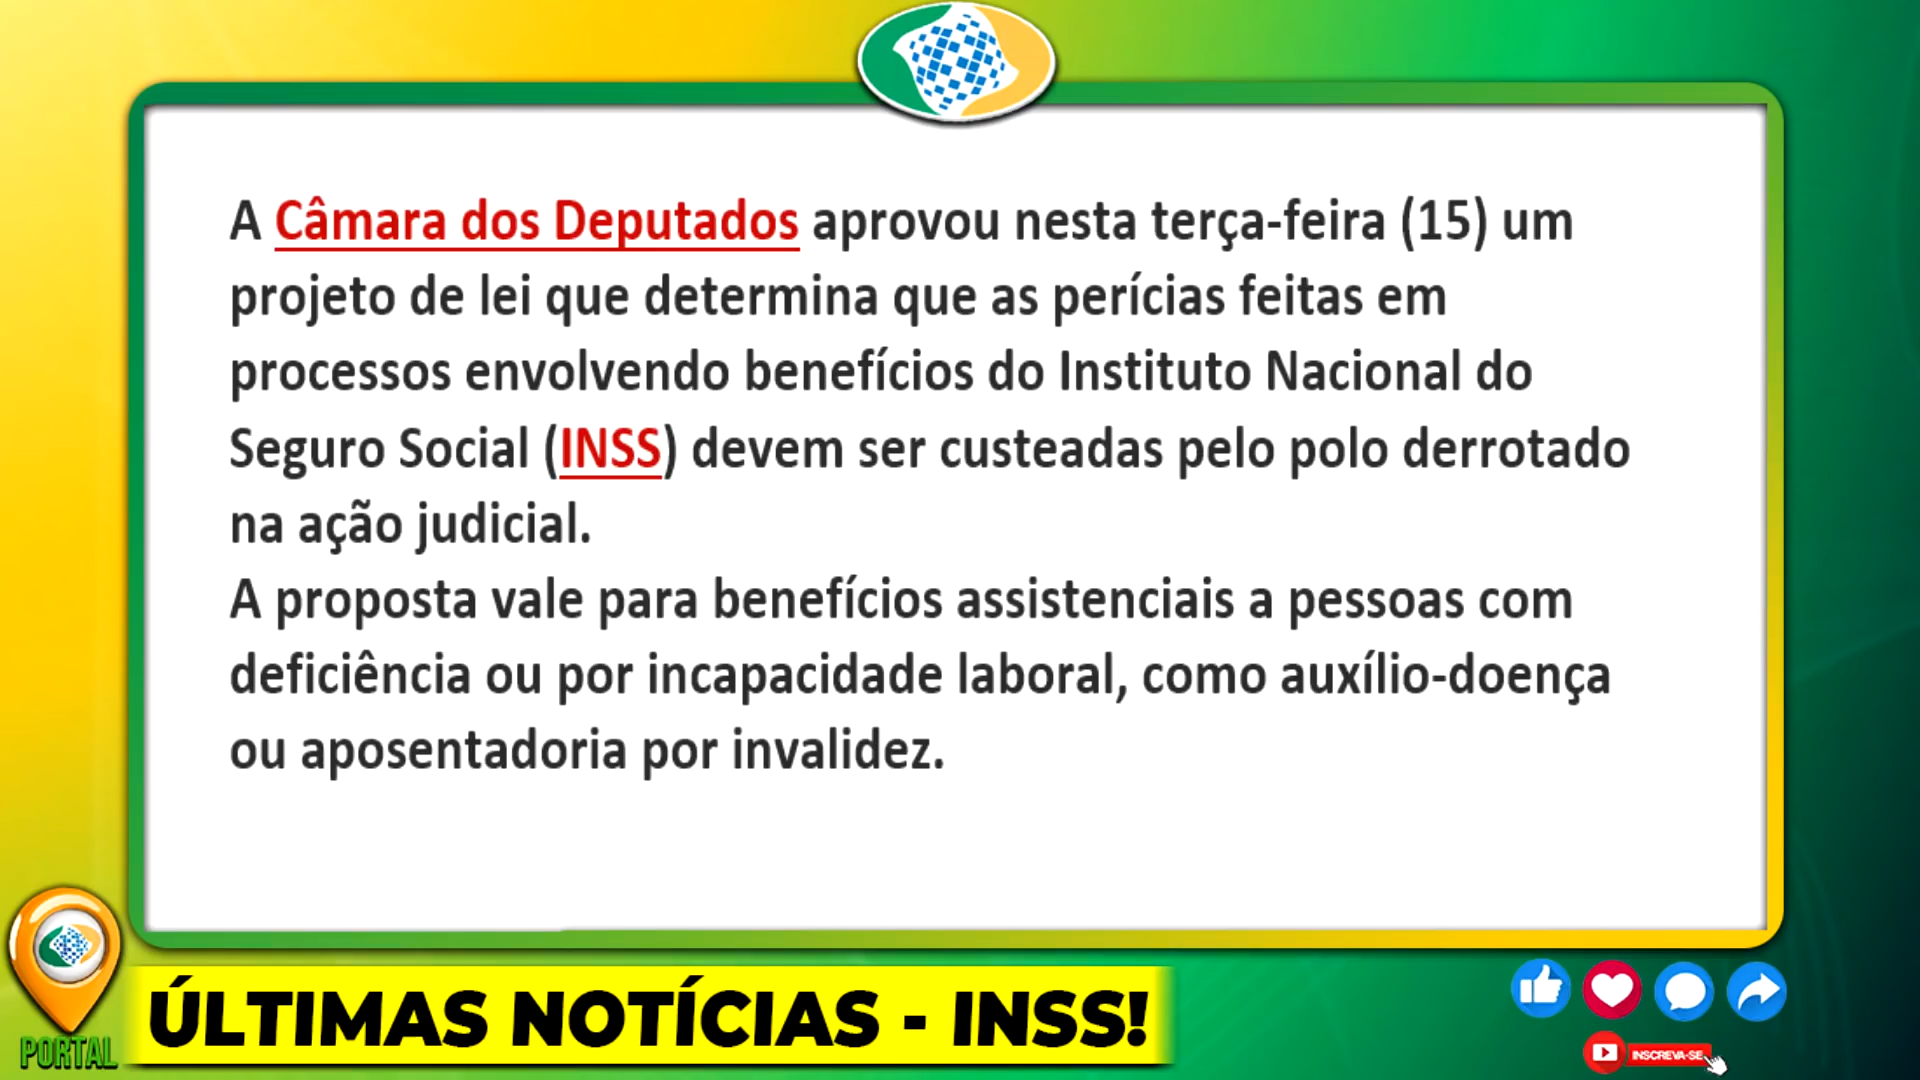 A Câmara dos Deputados aprovou nesta terça-feira (15) um
projeto de lei que determina que as perícias feitas em
processos envolvendo benefícios do Instituto Nacional do
Seguro Social (INSS) devem ser custeadas pelo polo derrotado
na ação judicial.
A proposta vale para benefícios assistenciais a pessoas com
deficiência ou por incapacidade laboral, como auxílio-doença
ou aposentadoria por invalidez.
PORTAL
ÚLTIMAS NOTÍCIAS - INSS!
INSCREVA-SE